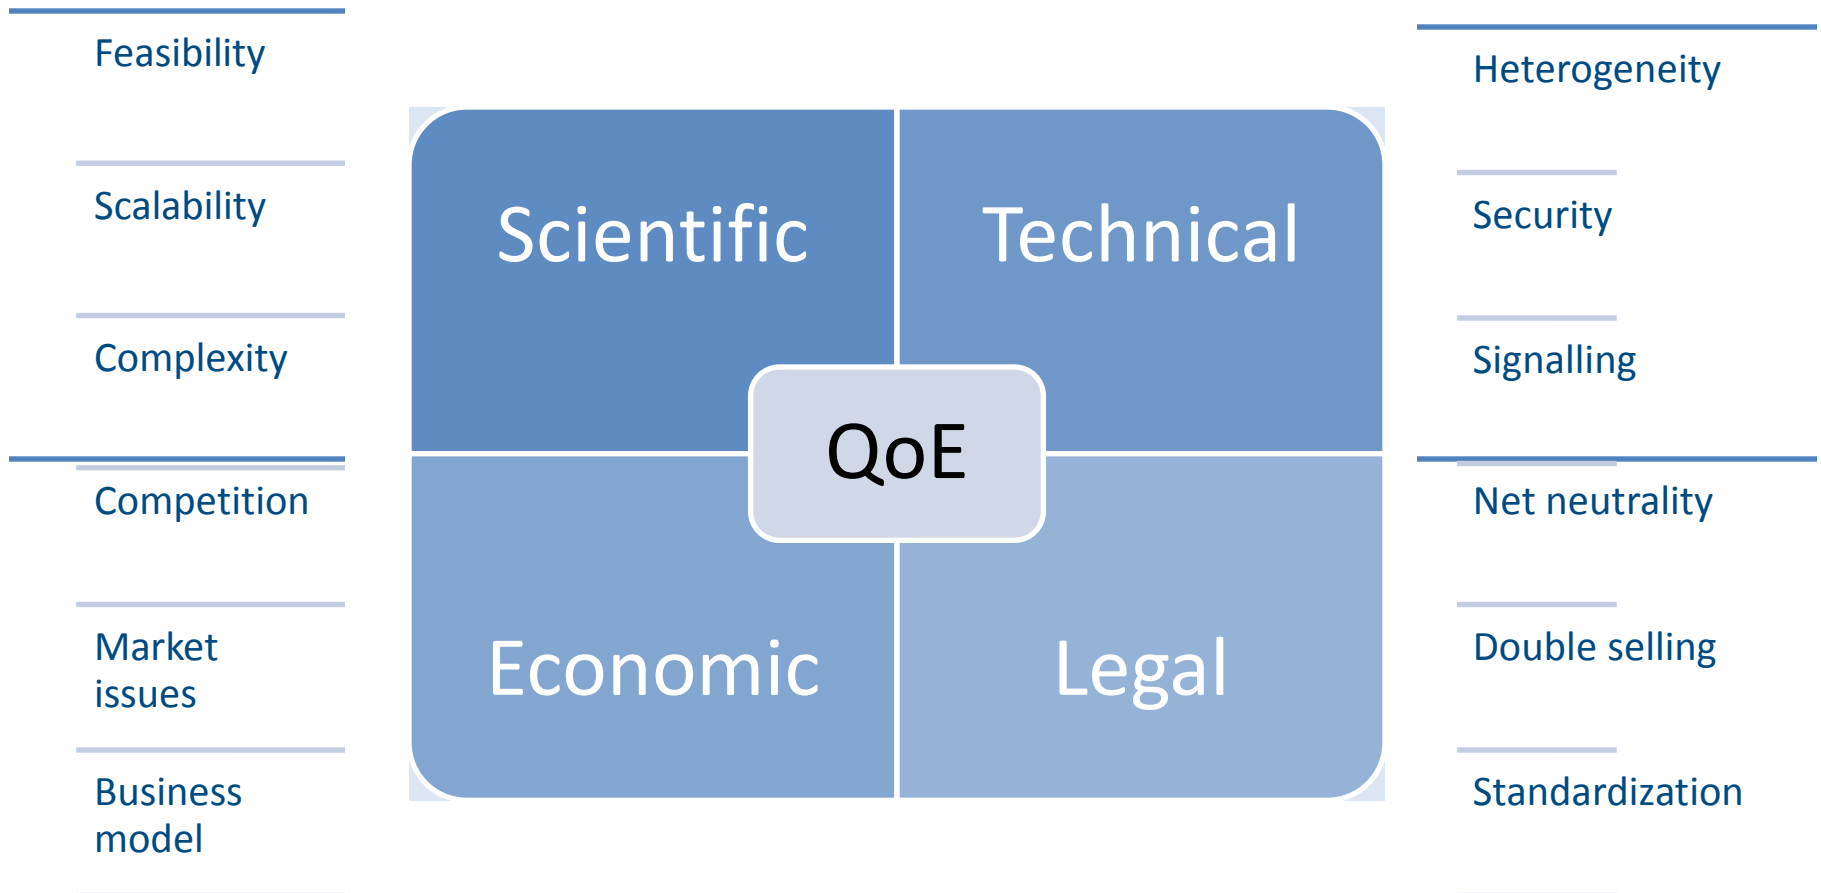 Feasibility
Scalability
Complexity
Competition
Market
issues
Business
model
Scientific
Technical
QoE
Economic
Legal
Heterogeneity
Security
Signalling
Net neutrality
Double selling
Standardization